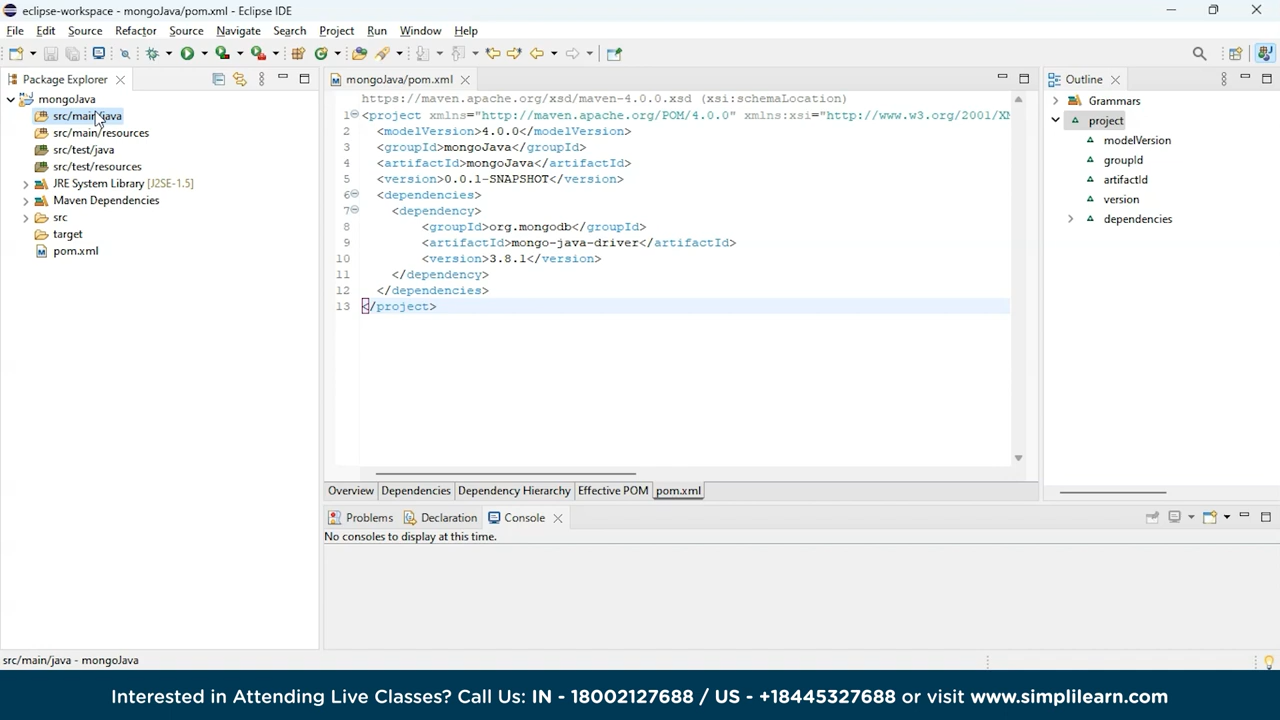 eclipse-workspace - mongoJava/pom.xml - Eclipse IDE
File Edit Source Refactor Source Navigate Search Project Run Window Help
Package Explorer
mongoJava
src/main/java
src/main/resources
src/test/java
src/test/resources
JRE System Library [J2SE-1.5]
Maven Dependencies
src
target
pom.xml
mongoJava/pom.xml
https://maven.apache.org/xsd/maven-4.0.0.xsd (xsi:schemaLocation)
1 <project xmlns="http://maven.apache.org/POM/4.0.0" xmlns:xsi="http://www.w3.org/2001/XM
2 <modelVersion>4.0.0</modelVersion>
3 <groupId>mongoJava</groupId>
4 <artifactId>mongoJava</artifactId>
5 <version>0.0.1-SNAPSHOT</version>
6 <dependencies>
7 <dependency>
8 <groupId>org.mongodb</groupId>
9 <artifactId>mongo-java-driver</artifactId>
10 <version>3.8.1</version>
11 </dependency>
12 </dependencies>
13 </project>
Overview Dependencies Dependency Hierarchy Effective POM pom.xml
Outline
Grammars
project
modelVersion
groupId
artifactId
version
dependencies
Problems Declaration Console
No consoles to display at this time.
src/main/java - mongoJava
Interested in Attending Live Classes? Call Us: IN - 18002127688 / US - +18445327688 or visit www.simplilearn.com